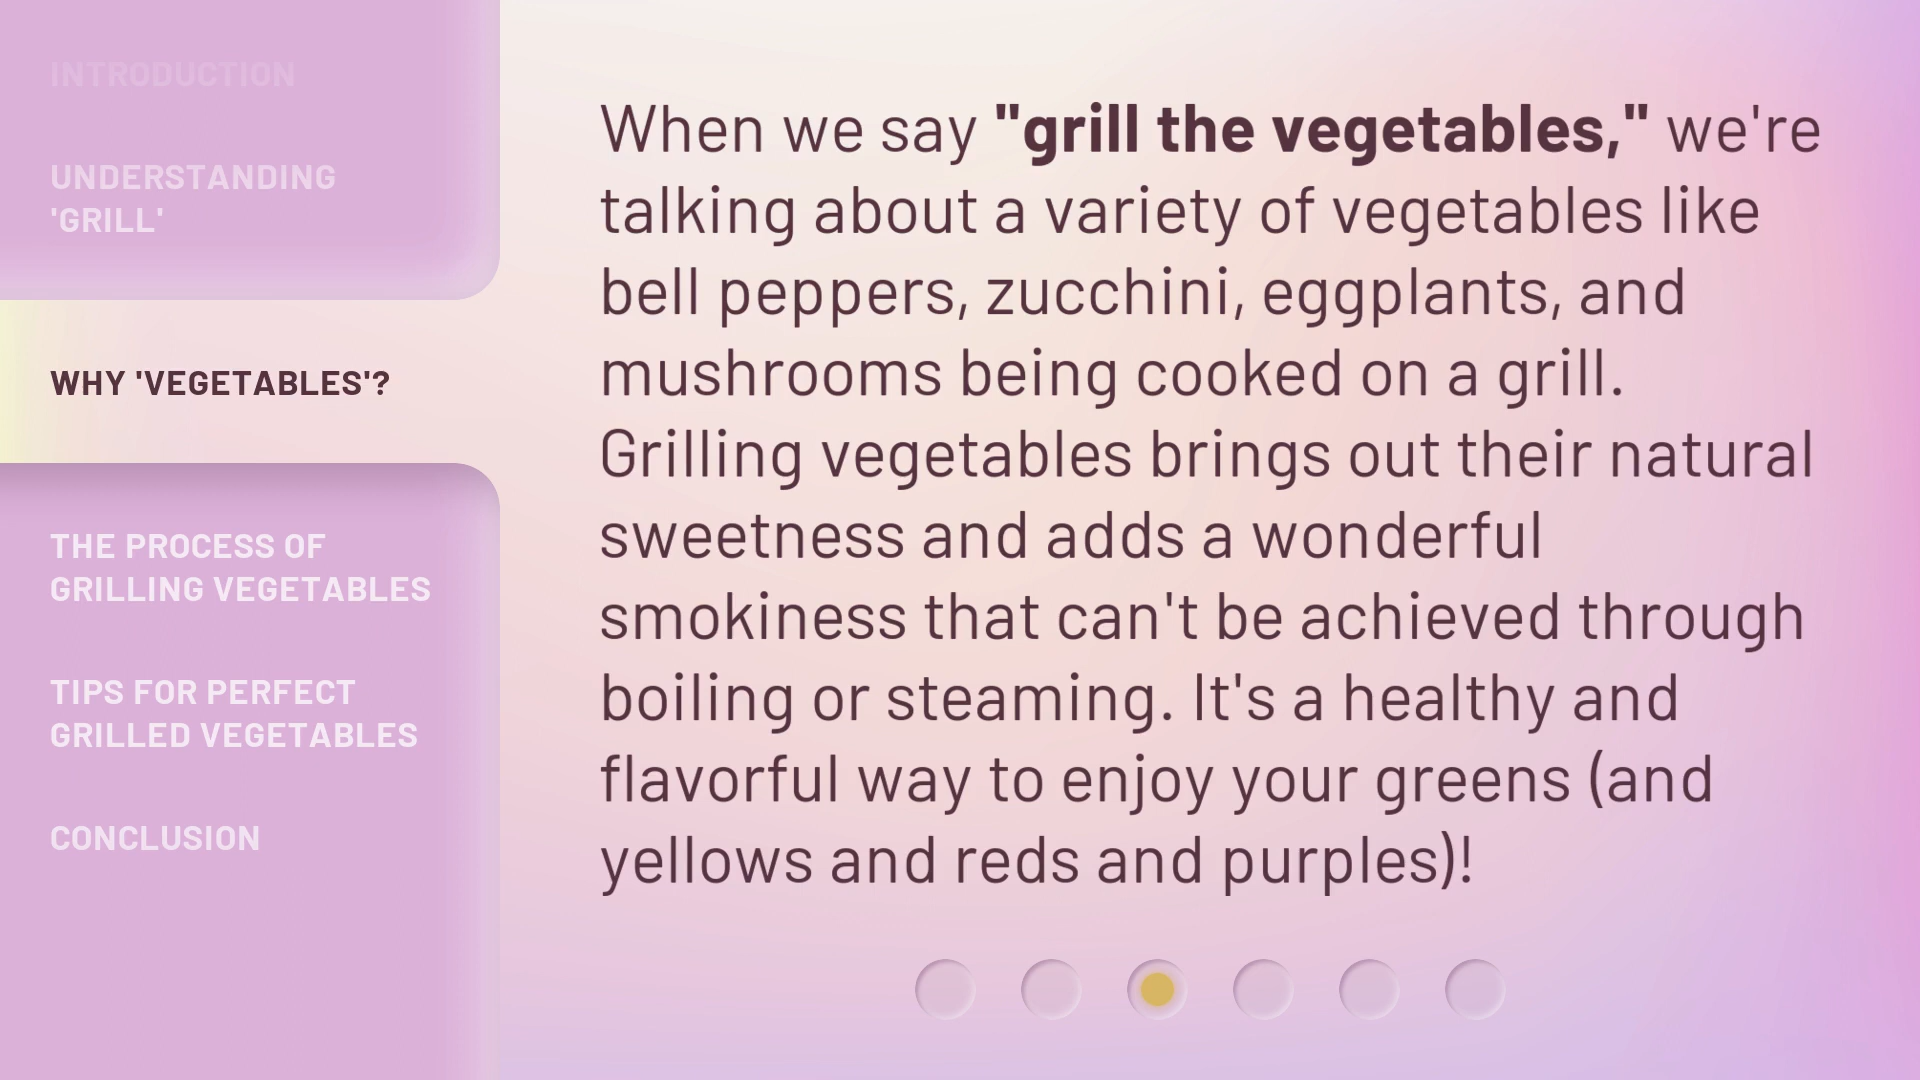 INTRODUCTION
UNDERSTANDING
'GRILL'
WHY 'VEGETABLES'?
THE PROCESS OF
GRILLING VEGETABLES
TIPS FOR PERFECT
GRILLED VEGETABLES
CONCLUSION
When we say "grill the vegetables," we're
talking about a variety of vegetables like
bell peppers, zucchini, eggplants, and
mushrooms being cooked on a grill.
Grilling vegetables brings out their natural
sweetness and adds a wonderful
smokiness that can't be achieved through
boiling or steaming. It's a healthy and
flavorful way to enjoy your greens (and
yellows and reds and purples)!